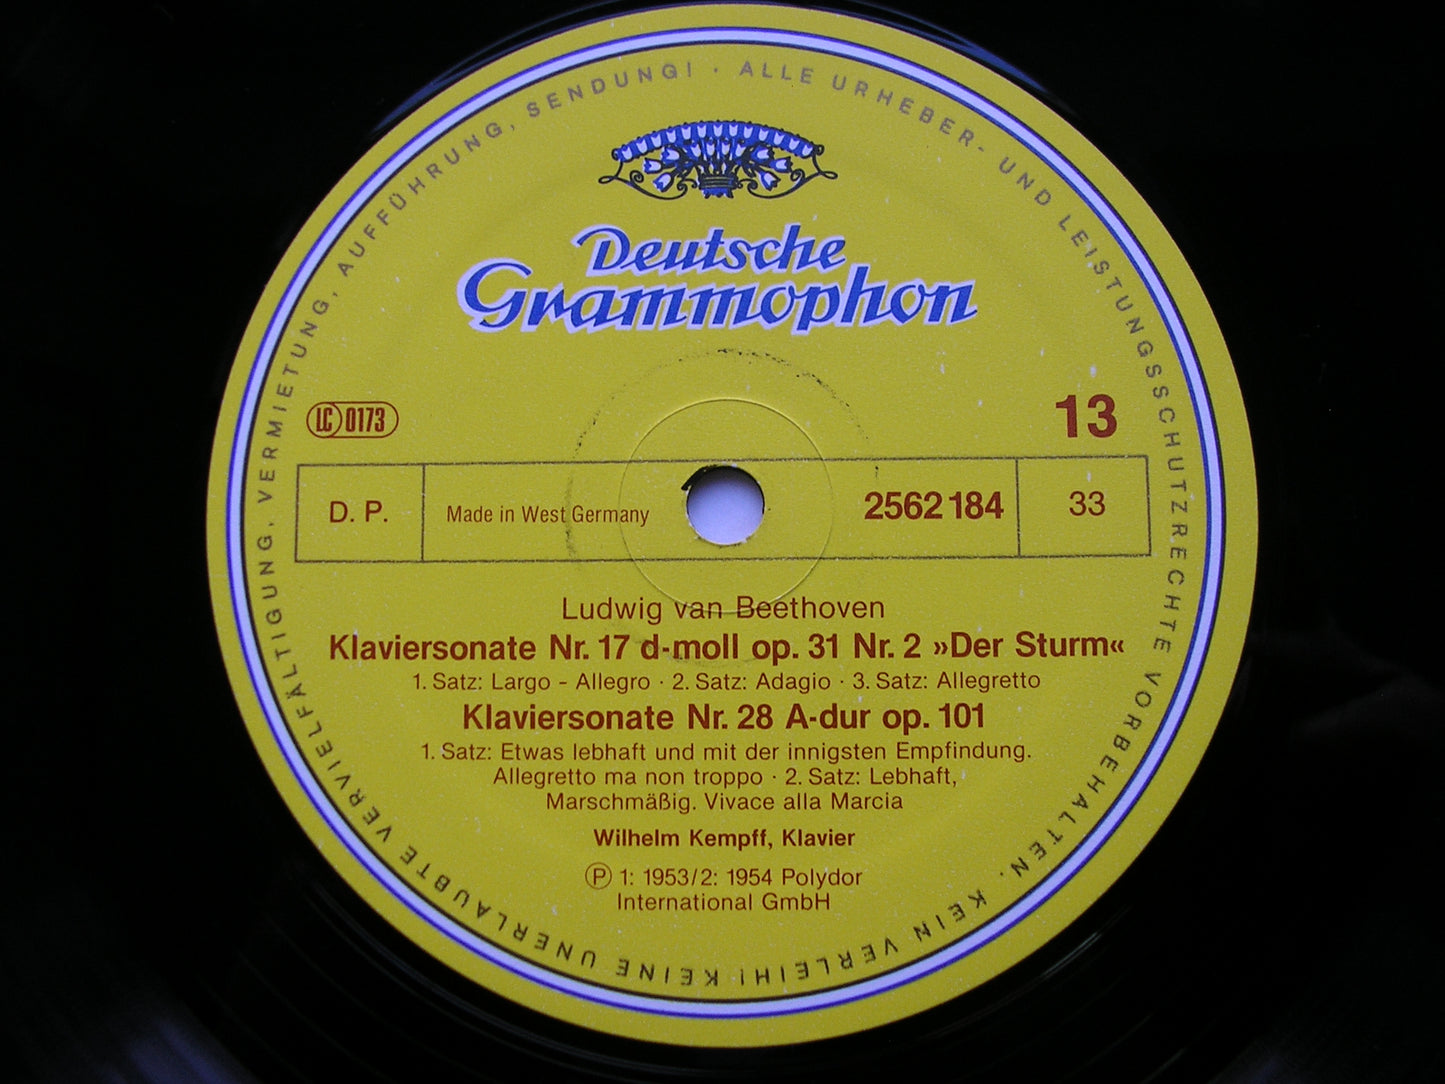 ALLE URHEBER- UND LEISTUNGSSCHUTZRECHTE VORBEHALTEN. KEIN VERLEIH! KEINE UNERLAUBTE VERVIELFÄLTIGUNG, VERMIETUNG, AUFFÜHRUNG, SENDUNG! ·
Deutsche
Grammophon
LC 0173
13
D. P.
Made in West Germany
2562 184
33
Ludwig van Beethoven
Klaviersonate Nr. 17 d-moll op. 31 Nr. 2 »Der Sturm«
1. Satz: Largo - Allegro · 2. Satz: Adagio · 3. Satz: Allegretto
Klaviersonate Nr. 28 A-dur op. 101
1. Satz: Etwas lebhaft und mit der innigsten Empfindung.
Allegretto ma non troppo · 2. Satz: Lebhaft,
Marschmäßig. Vivace alla Marcia
Wilhelm Kempff, Klavier
Ⓟ 1: 1953/2: 1954 Polydor
International GmbH